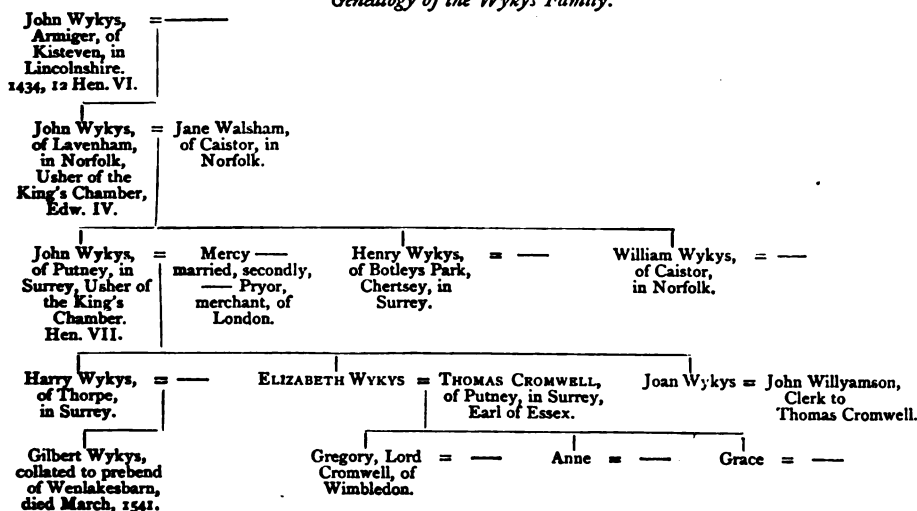 Genealogy of the Wykys Family.
John Wykys, = ——
Armiger, of
Kisteven, in
Lincolnshire.
1434, 12 Hen. VI.
John Wykys, = Jane Walsham,
of Lavenham, of Caistor, in
in Norfolk, Norfolk.
Usher of the
King's Chamber,
Edw. IV.
John Wykys, = Mercy —— Henry Wykys, = — William Wykys, = —
of Putney, in married, secondly, of Botleys Park, of Caistor,
Surrey, Usher of —— Pryor, Chertsey, in in Norfolk.
the King's merchant, of Surrey.
Chamber. London.
Hen. VII.
Harry Wykys, = — ELIZABETH WYKYS = THOMAS CROMWELL, Joan Wykys = John Willyamson,
of Thorpe, of Putney, in Surrey, Clerk to
in Surrey. Earl of Essex. Thomas Cromwell.
Gilbert Wykys, Gregory, Lord = — Anne = — Grace = —
collated to prebend Cromwell, of
of Wenlakesbarn, Wimbledon.
died March, 1541.